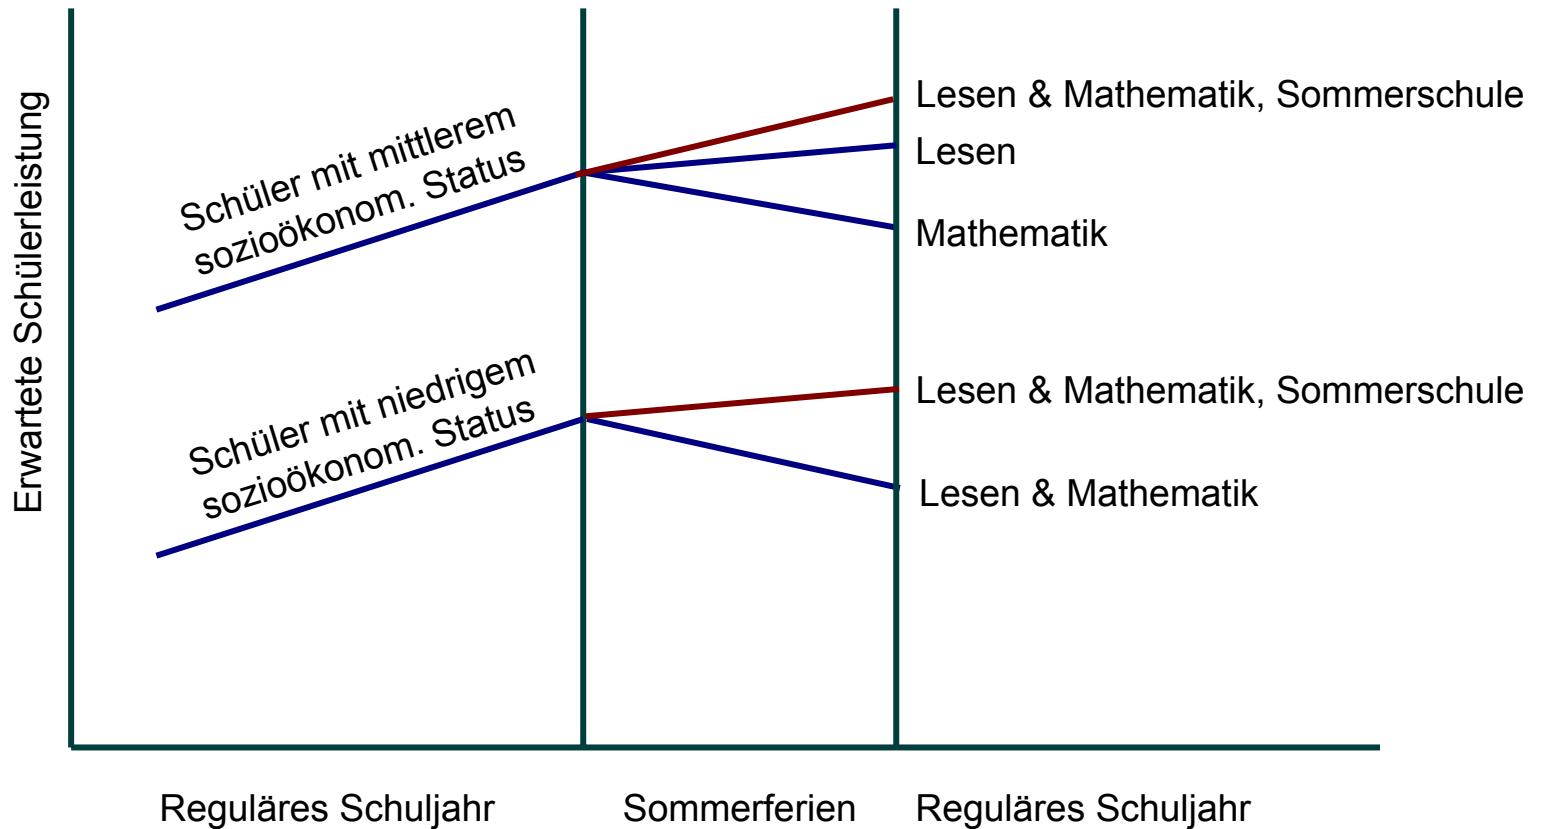 Erwartete Schülerleistung
Schüler mit mittlerem
sozioökonom. Status
Lesen & Mathematik, Sommerschule
Lesen
Mathematik
Schüler mit niedrigem
sozioökonom. Status
Lesen & Mathematik, Sommerschule
Lesen & Mathematik
Reguläres Schuljahr
Sommerferien
Reguläres Schuljahr